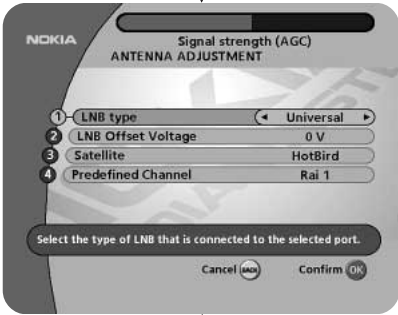 NOKIA
Signal strength (AGC)
ANTENNA ADJUSTMENT
1 LNB type Universal
2 LNB Offset Voltage 0 V
3 Satellite HotBird
4 Predefined Channel Rai 1
Select the type of LNB that is connected to the selected port.
Cancel BACK Confirm OK